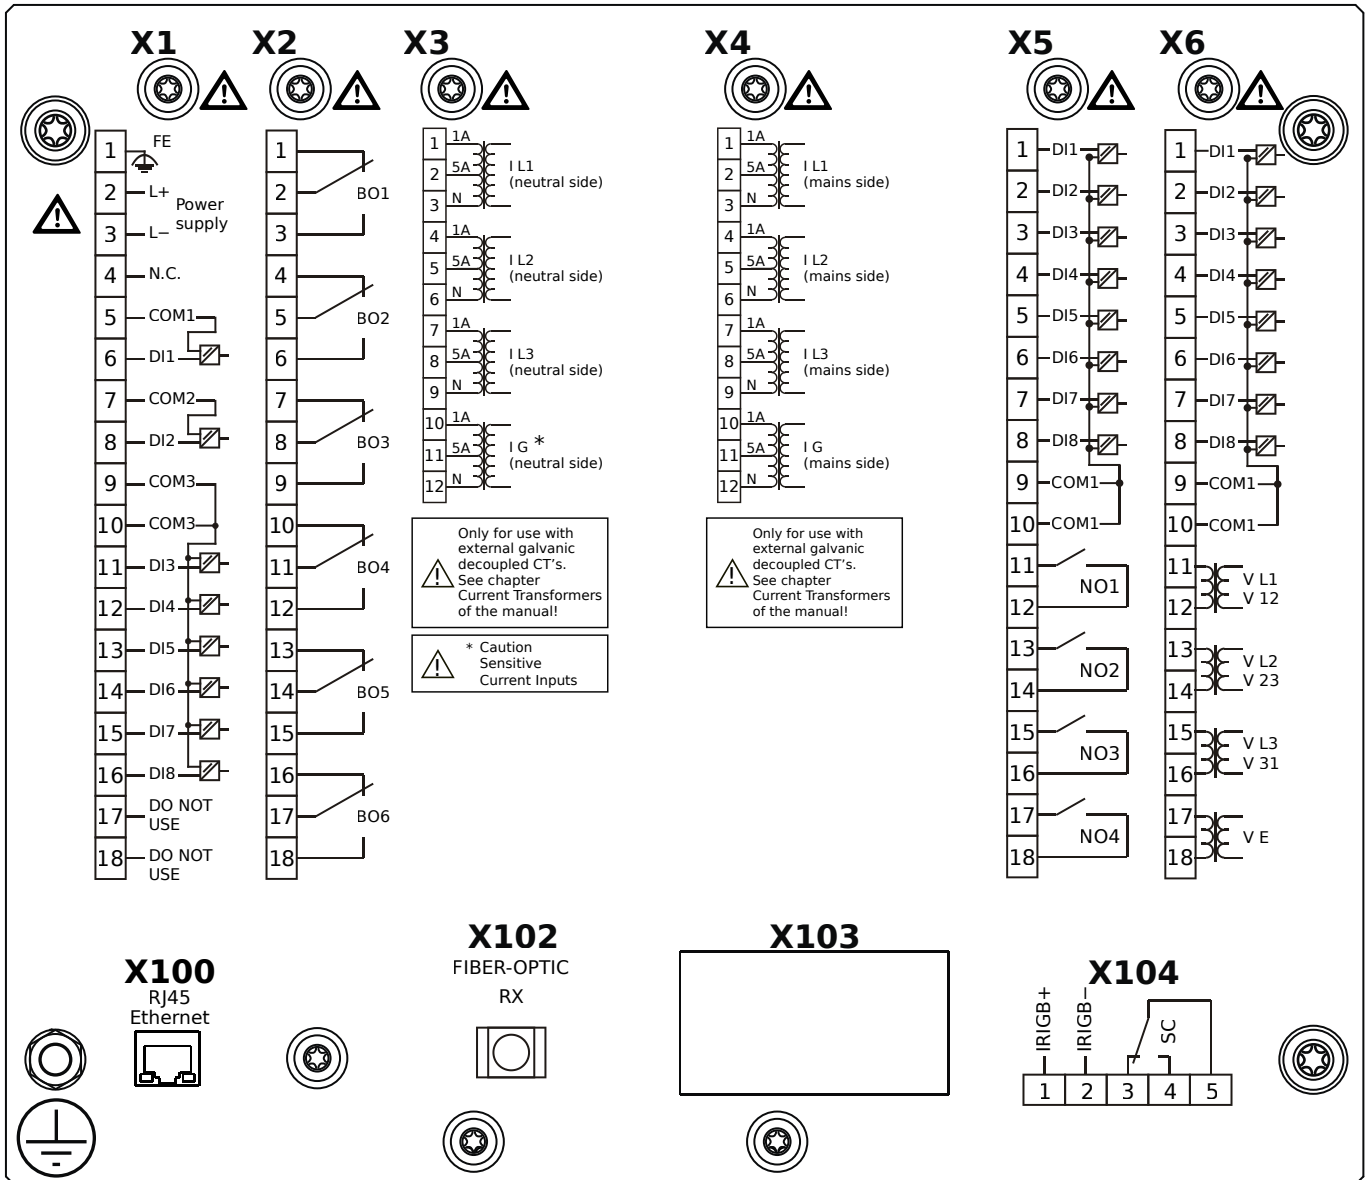 X1
X2
X3
X4
X5
X6
1 FE
2 L+
Power
supply
3 L−
4 N.C.
5 COM1
6 DI1
7 COM2
8 DI2
9 COM3
10 COM3
11 DI3
12 DI4
13 DI5
14 DI6
15 DI7
16 DI8
17 DO NOT
USE
18 DO NOT
USE
1
2 BO1
3
4
5 BO2
6
7
8 BO3
9
10
11 BO4
12
13
14 BO5
15
16
17 BO6
18
1 1A
2 5A
3 N
I L1
(neutral side)
4 1A
5 5A
6 N
I L2
(neutral side)
7 1A
8 5A
9 N
I L3
(neutral side)
10 1A
11 5A
12 N
I G *
(neutral side)
Only for use with
external galvanic
decoupled CT’s.
See chapter
Current Transformers
of the manual!
* Caution
Sensitive
Current Inputs
1 1A
2 5A
3 N
I L1
(mains side)
4 1A
5 5A
6 N
I L2
(mains side)
7 1A
8 5A
9 N
I L3
(mains side)
10 1A
11 5A
12 N
I G
(mains side)
Only for use with
external galvanic
decoupled CT’s.
See chapter
Current Transformers
of the manual!
1 DI1
2 DI2
3 DI3
4 DI4
5 DI5
6 DI6
7 DI7
8 DI8
9 COM1
10 COM1
11
NO1
12
13
NO2
14
15
NO3
16
17
NO4
18
1 DI1
2 DI2
3 DI3
4 DI4
5 DI5
6 DI6
7 DI7
8 DI8
9 COM1
10 COM1
11 V L1
12 V 12
13 V L2
14 V 23
15 V L3
16 V 31
17
V E
18
X100
RJ45
Ethernet
X102
FIBER-OPTIC
RX
X103
X104
IRIGB+
IRIGB−
SC
1 2 3 4 5